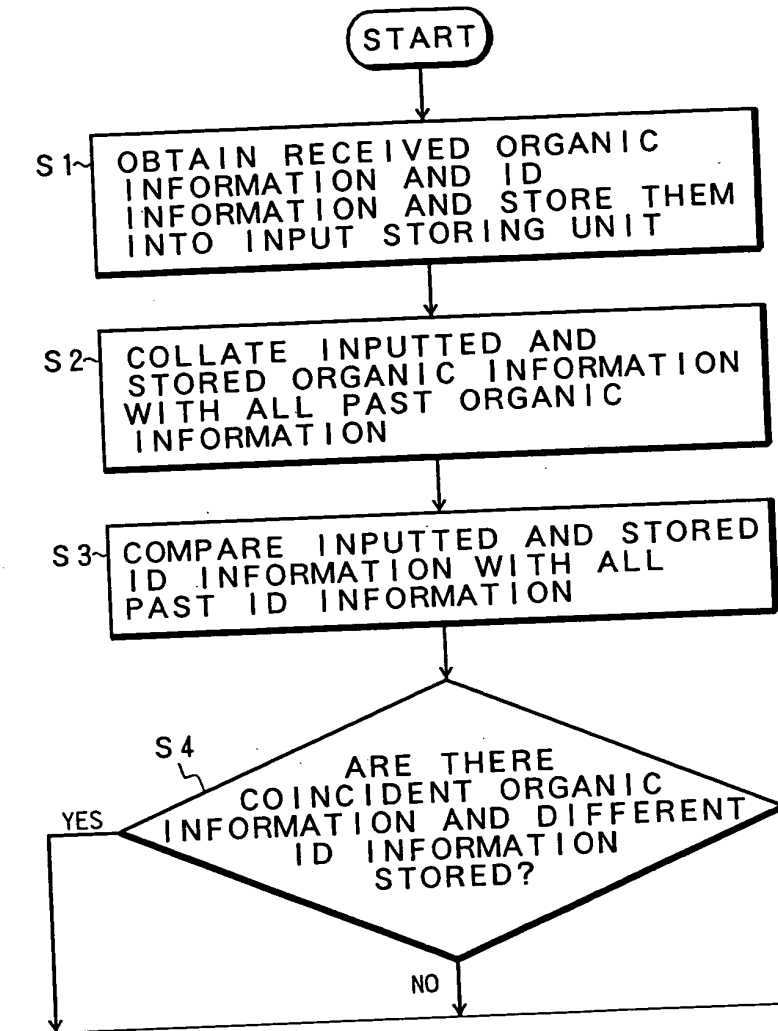 START
S1
OBTAIN RECEIVED ORGANIC
INFORMATION AND ID
INFORMATION AND STORE THEM
INTO INPUT STORING UNIT
S2
COLLATE INPUTTED AND
STORED ORGANIC INFORMATION
WITH ALL PAST ORGANIC
INFORMATION
S3
COMPARE INPUTTED AND STORED
ID INFORMATION WITH ALL
PAST ID INFORMATION
S4
ARE THERE
COINCIDENT ORGANIC
INFORMATION AND DIFFERENT
ID INFORMATION
STORED?
YES
NO